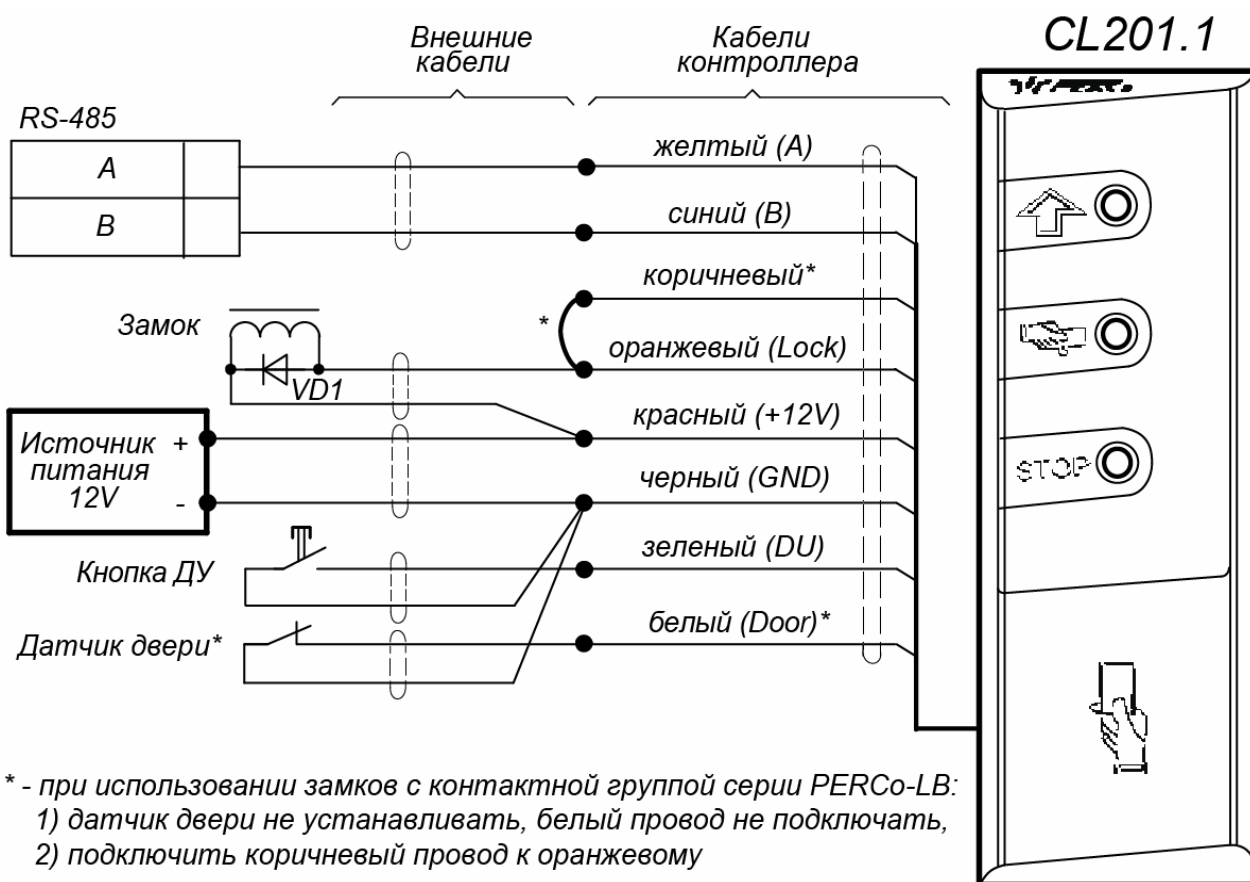 CL201.1
Внешние
кабели
Кабели
контроллера
RS-485
A
B
желтый (A)
синий (B)
коричневый*
*
Замок
оранжевый (Lock)
VD1
красный (+12V)
Источник
питания
12V
+
-
черный (GND)
Кнопка ДУ
зеленый (DU)
Датчик двери*
белый (Door)*
STOP
* - при использовании замков с контактной группой серии PERCo-LB:
1) датчик двери не устанавливать, белый провод не подключать,
2) подключить коричневый провод к оранжевому